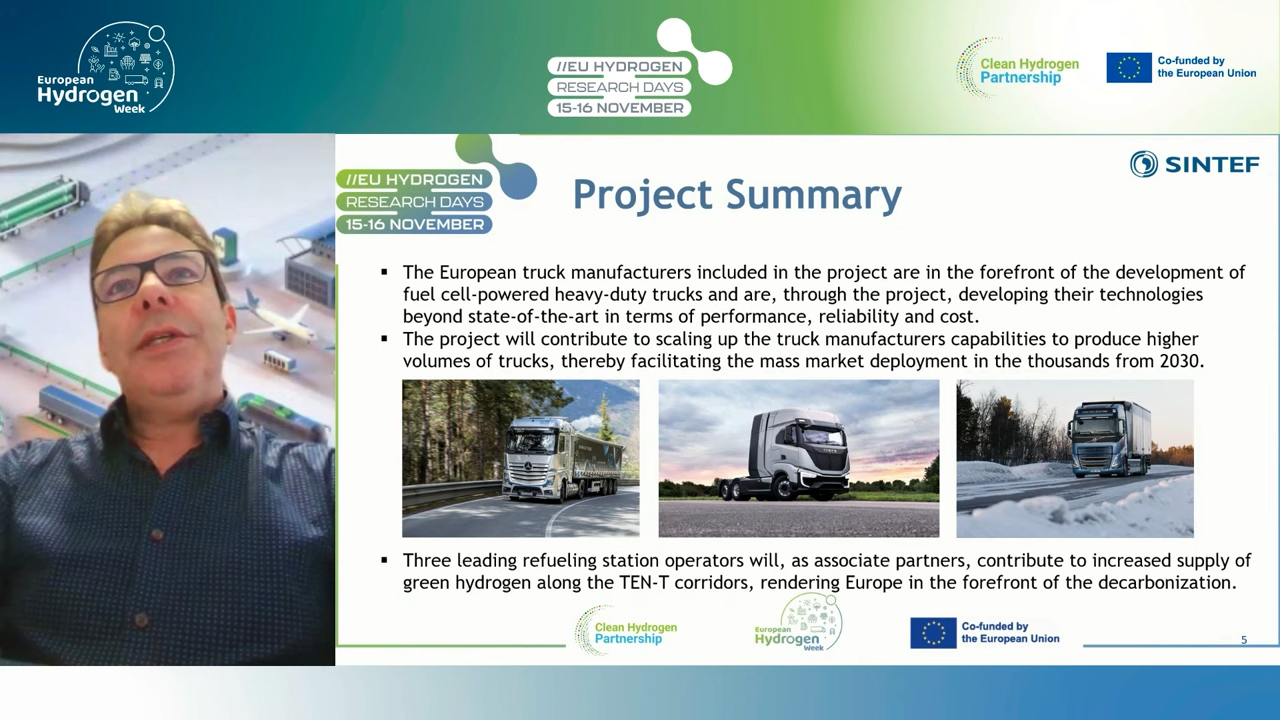 European
Hydrogen
Week
//EU HYDROGEN
RESEARCH DAYS
15-16 NOVEMBER
Clean Hydrogen
Partnership
Co-funded by
the European Union
//EU HYDROGEN
RESEARCH DAYS
15-16 NOVEMBER
Project Summary
SINTEF
▪ The European truck manufacturers included in the project are in the forefront of the development of
fuel cell-powered heavy-duty trucks and are, through the project, developing their technologies
beyond state-of-the-art in terms of performance, reliability and cost.
▪ The project will contribute to scaling up the truck manufacturers capabilities to produce higher
volumes of trucks, thereby facilitating the mass market deployment in the thousands from 2030.
▪ Three leading refueling station operators will, as associate partners, contribute to increased supply of
green hydrogen along the TEN-T corridors, rendering Europe in the forefront of the decarbonization.
Clean Hydrogen
Partnership
European
Hydrogen
Week
Co-funded by
the European Union
5